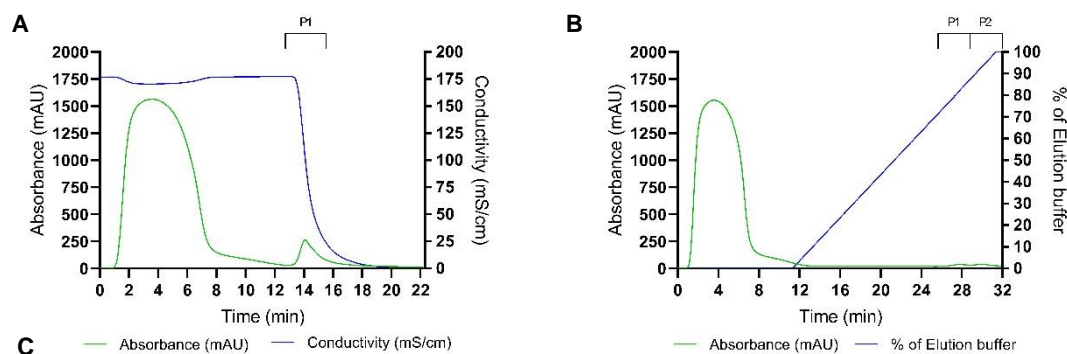 A
P1
2000
1750
1500
1250
1000
750
500
250
0
Absorbance (mAU)
200
175
150
125
100
75
50
25
0
Conductivity (mS/cm)
0 2 4 6 8 10 12 14 16 18 20 22
Time (min)
Absorbance (mAU) Conductivity (mS/cm)
B
P1 P2
2000
1750
1500
1250
1000
750
500
250
0
Absorbance (mAU)
100
90
80
70
60
50
40
30
20
10
0
% of Elution buffer
0 4 8 12 16 20 24 28 32
Time (min)
Absorbance (mAU) % of Elution buffer
C